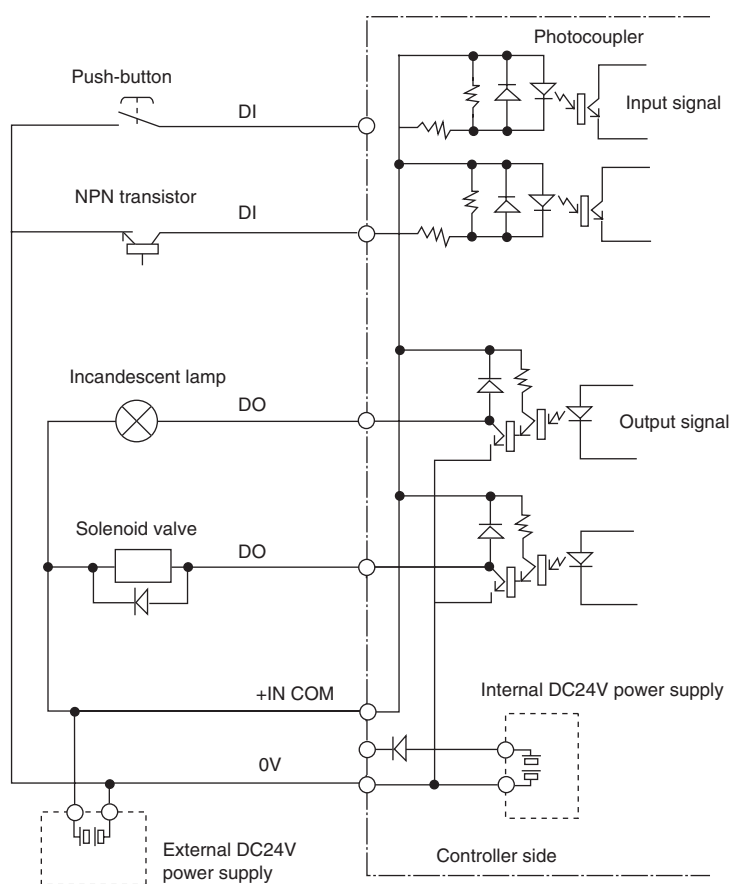 Photocoupler
Push-button
DI
Input signal
NPN transistor
DI
Incandescent lamp
DO
Output signal
Solenoid valve
DO
+IN COM
Internal DC24V power supply
0V
External DC24V
power supply
Controller side